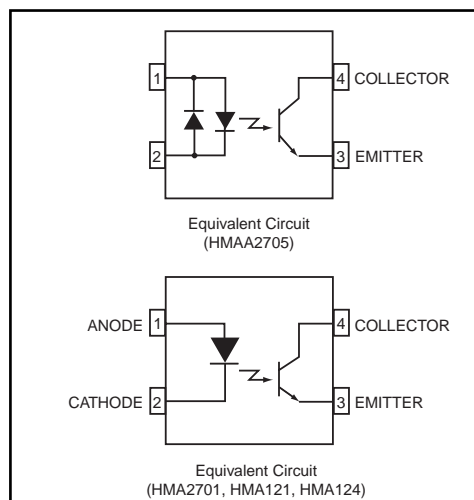 1
4 COLLECTOR
2
3 EMITTER
Equivalent Circuit
(HMAA2705)
ANODE 1
4 COLLECTOR
CATHODE 2
3 EMITTER
Equivalent Circuit
(HMA2701, HMA121, HMA124)